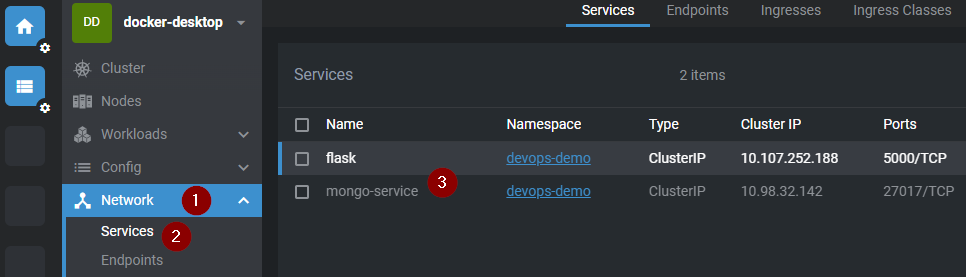 DD docker-desktop
Cluster
Nodes
Workloads
Config
Network 1
Services 2
Endpoints
Services Endpoints Ingresses Ingress Classes
Services 2 items
Name Namespace Type Cluster IP Ports
flask devops-demo ClusterIP 10.107.252.188 5000/TCP
mongo-service 3 devops-demo ClusterIP 10.98.32.142 27017/TCP